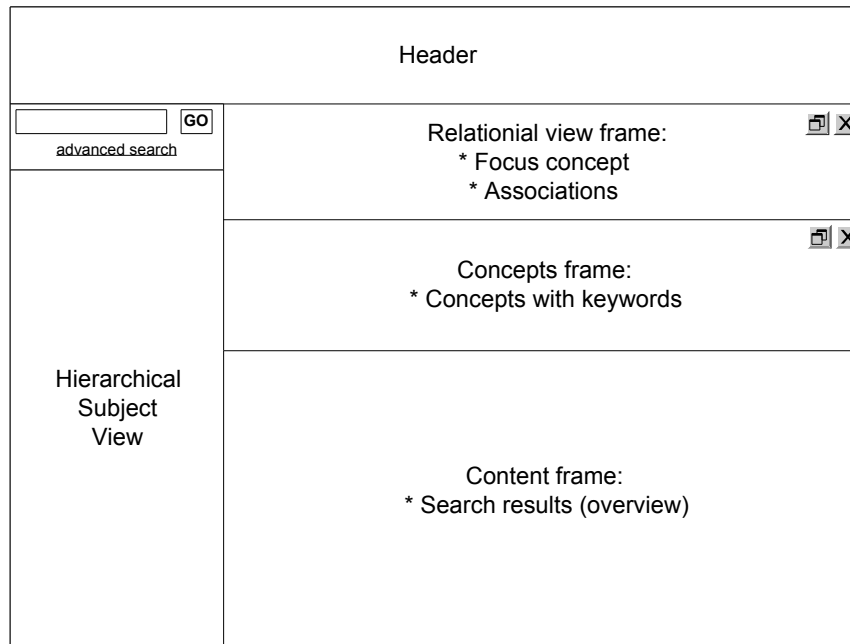 Header
GO
advanced search
Relationial view frame:
* Focus concept
* Associations
Concepts frame:
* Concepts with keywords
Hierarchical
Subject
View
Content frame:
* Search results (overview)